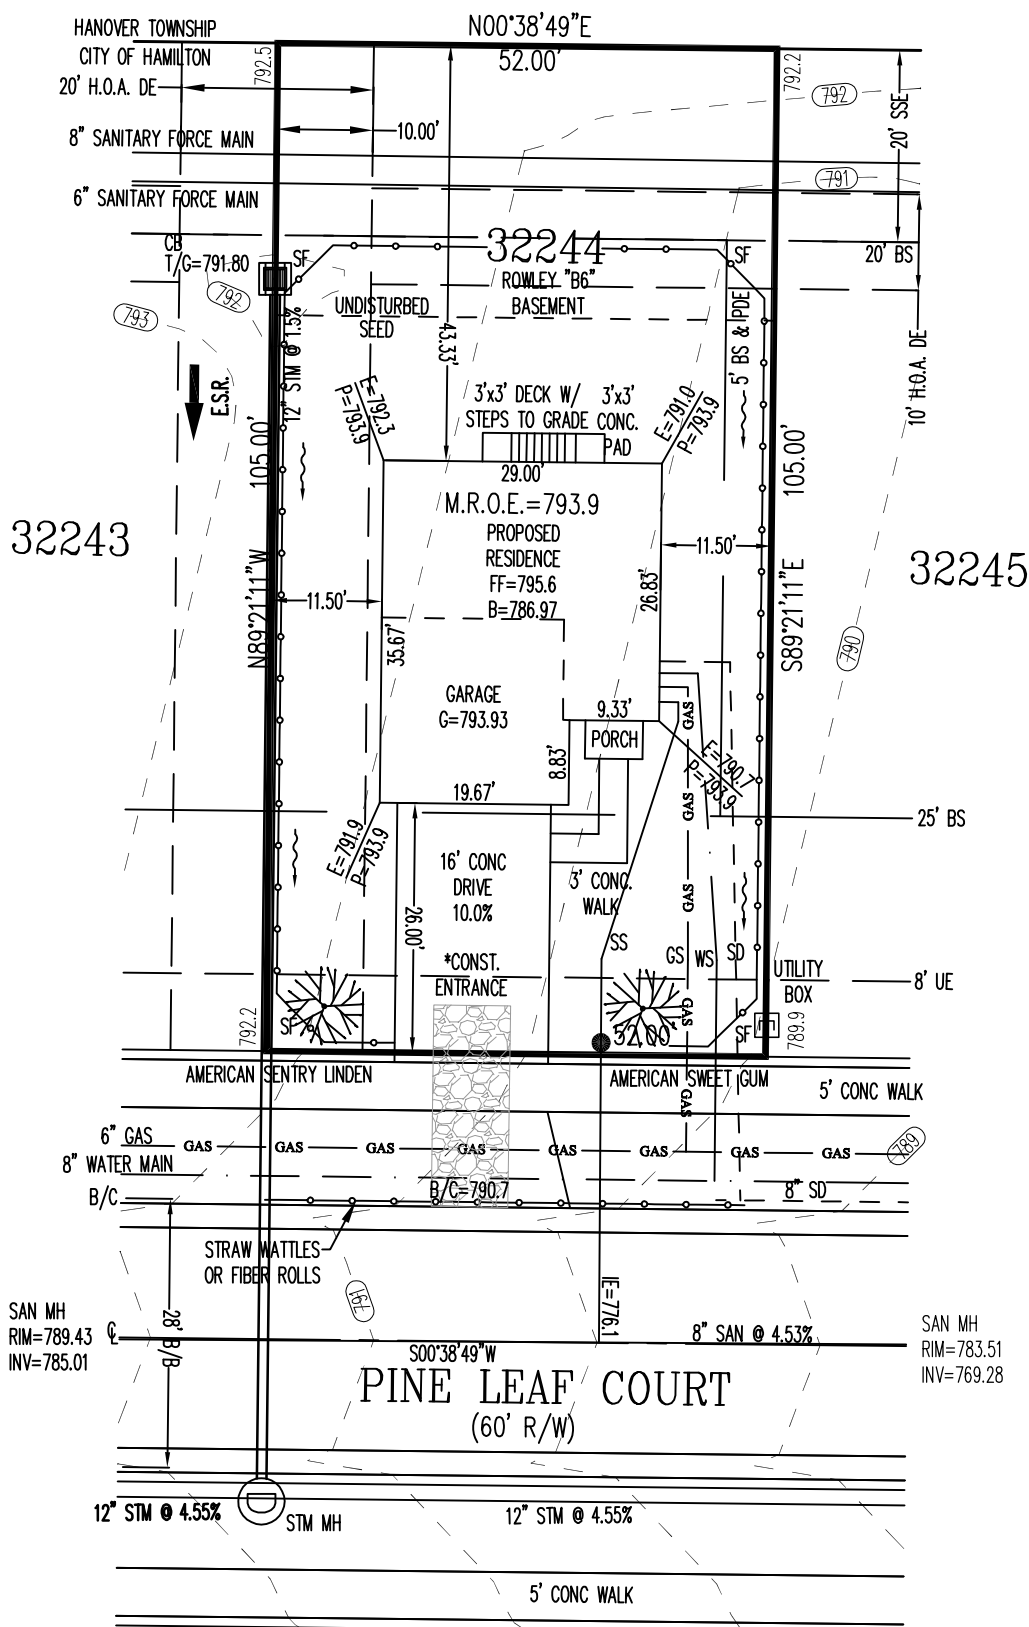 HANOVER TOWNSHIP
CITY OF HAMILTON
N00°38'49"E
52.00'
792.5
792.2
20' H.O.A. DE
10.00'
792
20' SSE
8" SANITARY FORCE MAIN
791
6" SANITARY FORCE MAIN
CB
T/G=791.80
SF
32244
ROWLEY "B6"
BASEMENT
SF
20' BS
792
793
UNDISTURBED
SEED
12" STM @ 1.5%
43.33'
5' BS & PDE
10' H.O.A. DE
E.S.R.
E=792.3
P=793.9
3'x3' DECK W/
STEPS TO GRADE
3'x3'
CONC.
PAD
E=791.0
P=793.9
29.00'
M.R.O.E.=793.9
PROPOSED
RESIDENCE
FF=795.6
B=786.97
105.00'
N89°21'11"W
105.00'
S89°21'11"E
32243
32245
11.50'
11.50'
26.83'
35.67'
790
GARAGE
G=793.93
9.33'
PORCH
8.83'
GAS
E=790.7
P=793.9
19.67'
GAS
25' BS
E=791.9
P=793.9
16' CONC
DRIVE
10.0%
26.00'
3' CONC.
WALK
GAS
SS
GS
WS
SD
*CONST.
ENTRANCE
UTILITY
BOX
8' UE
792.2
SF
52.00'
GAS
SF
789.9
AMERICAN SENTRY LINDEN
AMERICAN SWEET GUM
5' CONC WALK
GAS
6" GAS
GAS
GAS
GAS
GAS
GAS
GAS
GAS
GAS
789
8" WATER MAIN
B/C
B/C=790.7
8" SD
STRAW WATTLES
OR FIBER ROLLS
791
IE=776.1
SAN MH
RIM=789.43
INV=785.01
℄
28' B/B
S00°38'49"W
8" SAN @ 4.53%
SAN MH
RIM=783.51
INV=769.28
PINE LEAF COURT
(60' R/W)
12" STM @ 4.55%
STM MH
12" STM @ 4.55%
5' CONC WALK